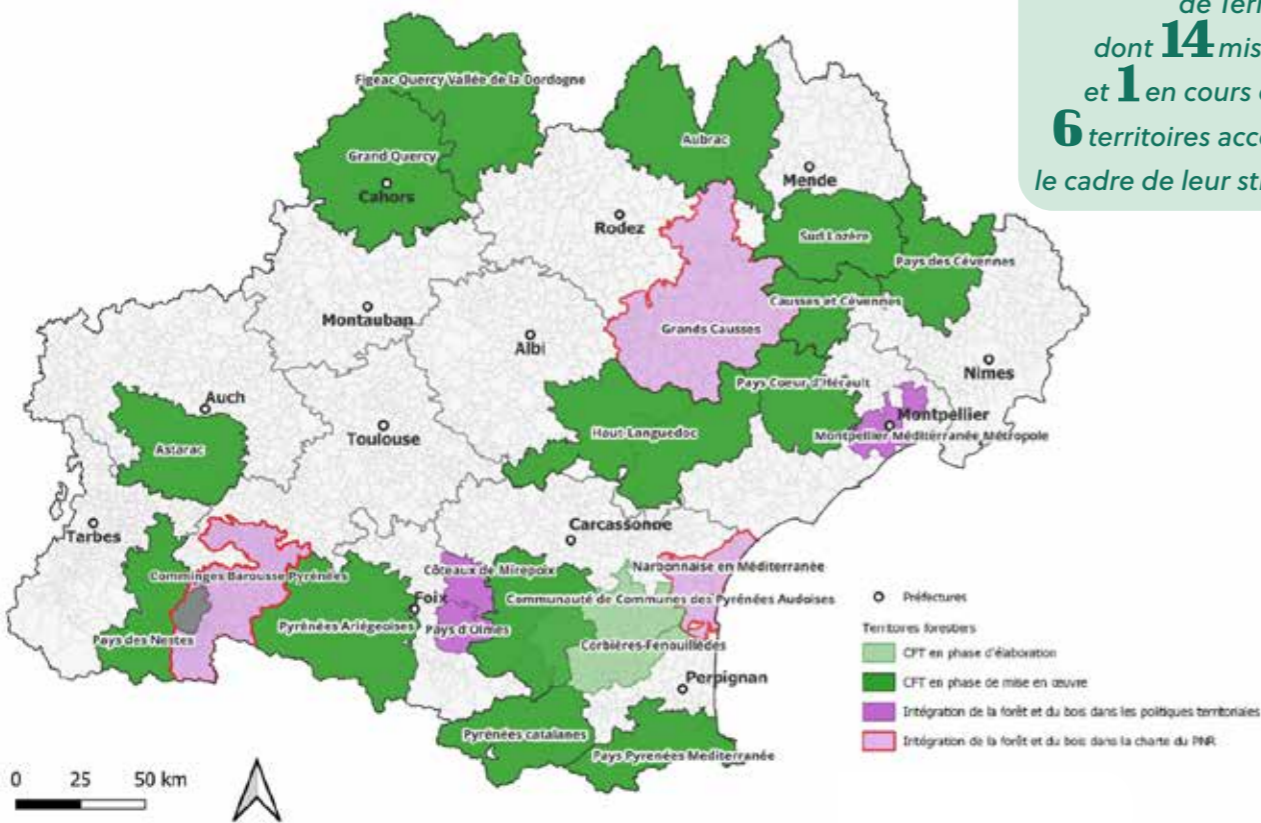 de Terr
dont 14 mis
et 1 en cours
6 territoires acc
le cadre de leur st
Figeac Quercy Vallée de la Dordogne
Aubrac
Grand Quercy
Mende
Cahors
Rodez
Sud Lozère
Pays des Cévennes
Causses et Cévennes
Montauban
Grands Causses
Albi
Nimes
Pays Coeur d'Hérault
Auch
Montpellier
Toulouse
Haut-Languedoc
Montpellier Méditerranée Métropole
Astarac
Tarbes
Carcassonne
Narbonnaise en Méditerranée
Côteaux de Mirepoix
Comminges Barousse Pyrénées
Foix
Communauté de Communes des Pyrénées Audoises
Pyrénées Ariégeoises
Pays d'Olmes
Pays des Nestes
Corbières-Fenouillèdes
Perpignan
Pyrénées catalanes
Pays Pyrénées Mediterranée
Préfectures
Territoires forestiers
CFT en phase d'élaboration
CFT en phase de mise en œuvre
Intégration de la forêt et du bois dans les politiques territoriales
Intégration de la forêt et du bois dans la charte du PNR
0 25 50 km